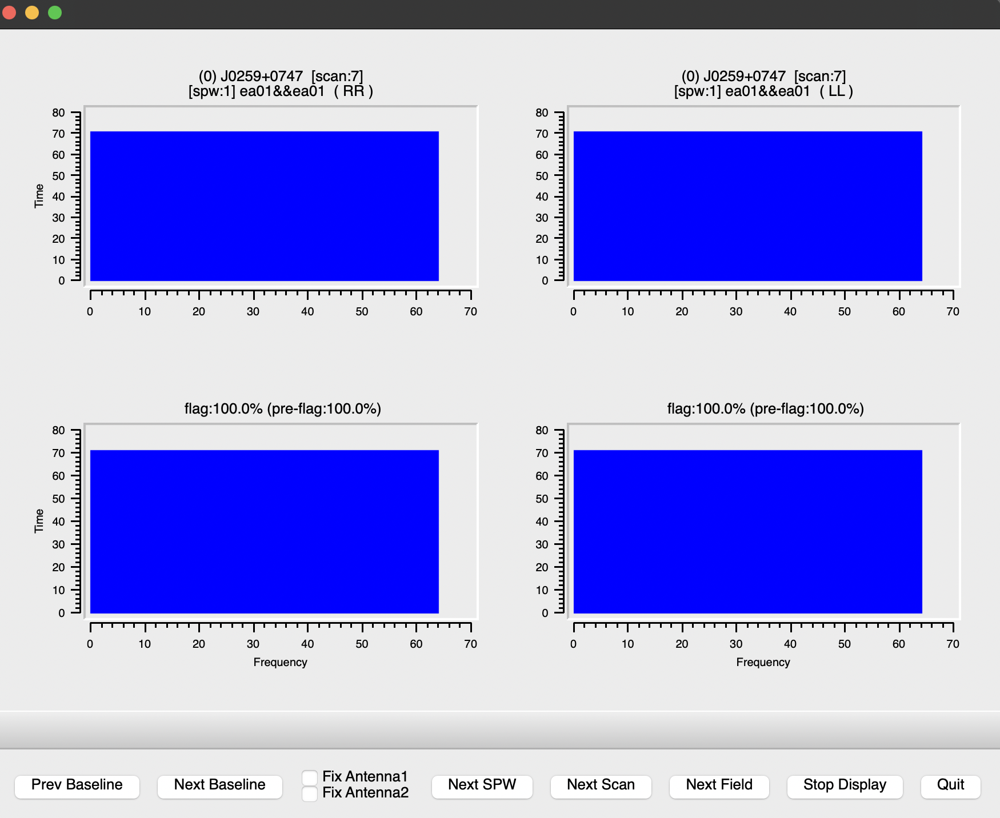 (0) J0259+0747 [scan:7]
[spw:1] ea01&&ea01 ( RR )
80
70
60
50
40
30
20
10
0
Time
0 10 20 30 40 50 60 70
(0) J0259+0747 [scan:7]
[spw:1] ea01&&ea01 ( LL )
80
70
60
50
40
30
20
10
0
0 10 20 30 40 50 60 70
flag:100.0% (pre-flag:100.0%)
80
70
60
50
40
30
20
10
0
Time
0 10 20 30 40 50 60 70
Frequency
flag:100.0% (pre-flag:100.0%)
80
70
60
50
40
30
20
10
0
0 10 20 30 40 50 60 70
Frequency
Prev Baseline
Next Baseline
Fix Antenna1
Fix Antenna2
Next SPW
Next Scan
Next Field
Stop Display
Quit